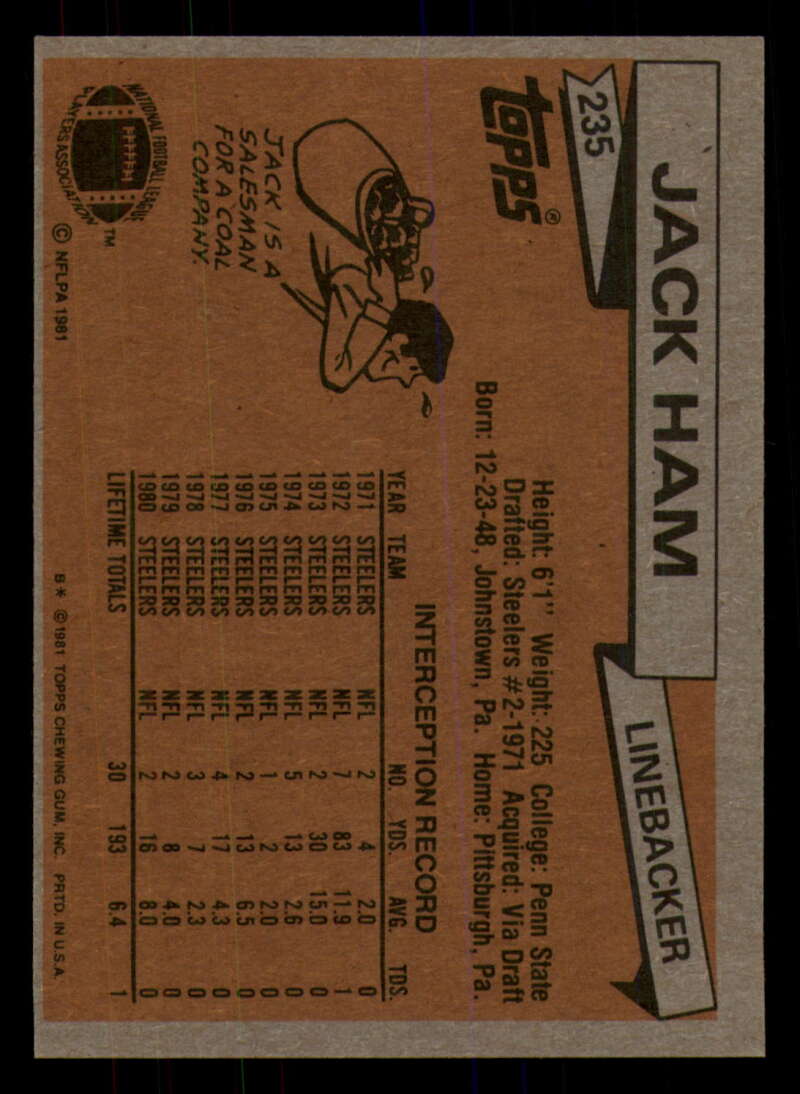 235
JACK HAM
LINEBACKER
TOPPS®
Height: 6'1" Weight: 225 College: Penn State
Drafted: Steelers #2-1971 Acquired: Via Draft
Born: 12-23-48, Johnstown, Pa. Home: Pittsburgh, Pa.
JACK IS A
SALESMAN
FOR A COAL
COMPANY.
INTERCEPTION RECORD
YEAR TEAM NO. YDS. AVG. TDS.
1971 STEELERS NFL 2 4 2.0 0
1972 STEELERS NFL 7 83 11.9 1
1973 STEELERS NFL 2 30 15.0 0
1974 STEELERS NFL 5 13 2.6 0
1975 STEELERS NFL 1 2 2.0 0
1976 STEELERS NFL 2 13 6.5 0
1977 STEELERS NFL 4 17 4.3 0
1978 STEELERS NFL 3 7 2.3 0
1979 STEELERS NFL 2 8 4.0 0
1980 STEELERS NFL 2 16 8.0 0
LIFETIME TOTALS 30 193 6.4 1
NATIONAL FOOTBALL LEAGUE
PLAYERS ASSOCIATION
™
© NFLPA 1981
B* ©1981 TOPPS CHEWING GUM, INC. PRTD. IN U.S.A.